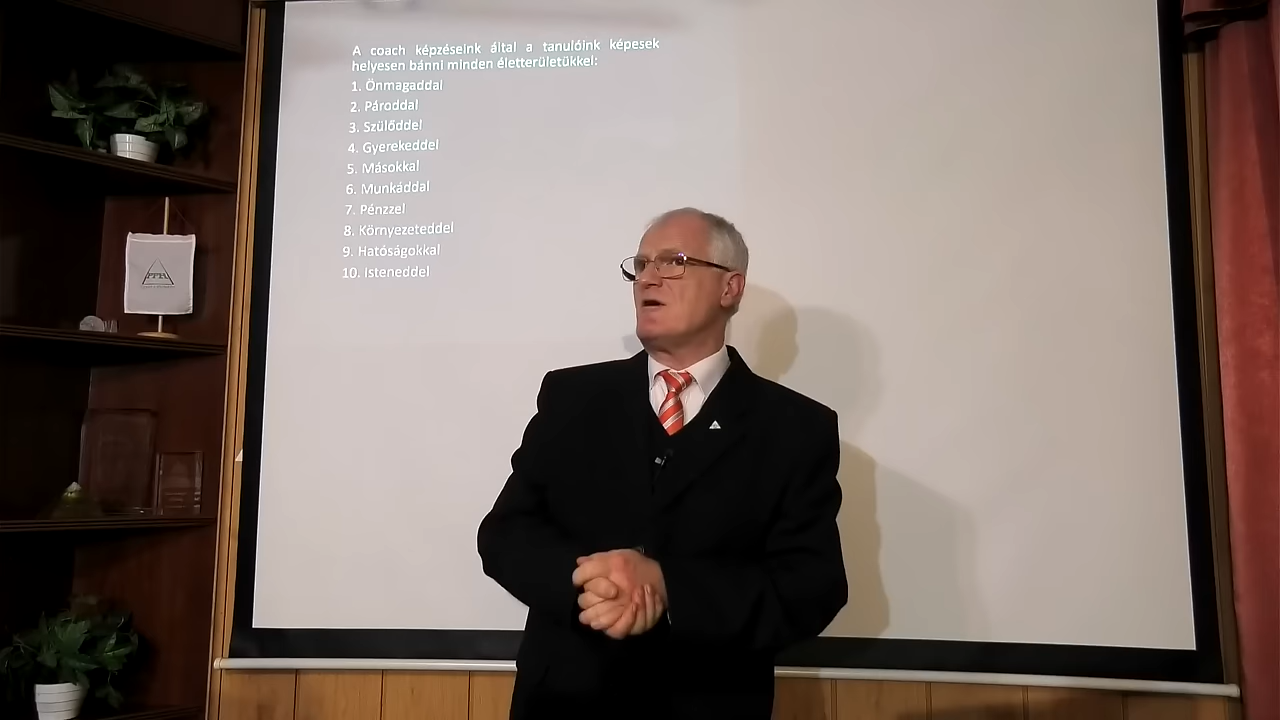 A coach képzéseink által a tanulóink képesek
helyesen bánni minden életterületükkel:
1. Önmagaddal
2. Pároddal
3. Szülőddel
4. Gyerekeddel
5. Másokkal
6. Munkáddal
7. Pénzzel
8. Környezeteddel
9. Hatóságokkal
10. Isteneddel